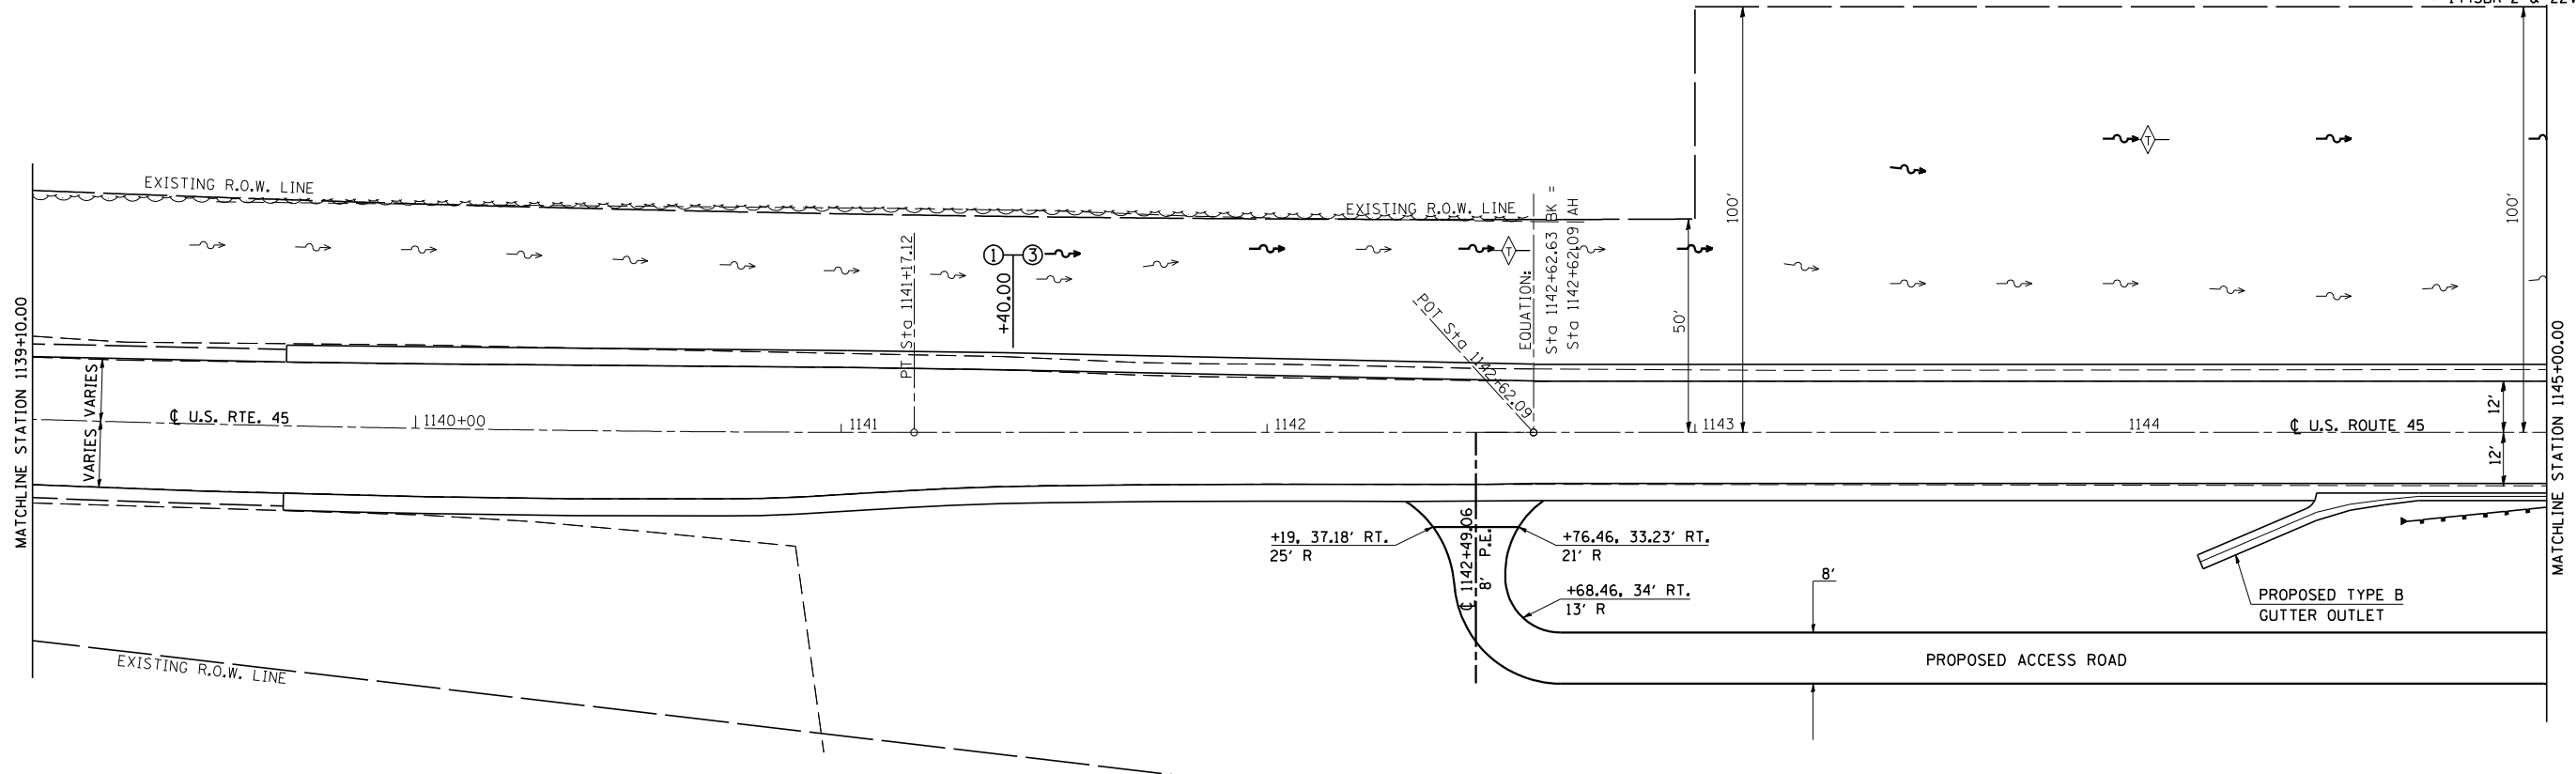 EXISTING R.O.W. LINE
EXISTING R.O.W. LINE
100'
100'
MATCHLINE STATION 1139+10.00
PT Sta 1141+17.12
1
3
+40.00
POT Sta 1142+62.09
EQUATION:
Sta 1142+62.63 BK =
Sta 1142+62.09 AH
T
T
50'
MATCHLINE STATION 1145+00.00
VARIES
VARIES
℄ U.S. RTE. 45
1140+00
1141
1142
1143
1144
℄ U.S. ROUTE 45
12'
12'
+19, 37.18' RT.
25' R
℄ 1142+49.06
8' P.E.
+76.46, 33.23' RT.
21' R
+68.46, 34' RT.
13' R
8'
PROPOSED TYPE B
GUTTER OUTLET
EXISTING R.O.W. LINE
PROPOSED ACCESS ROAD